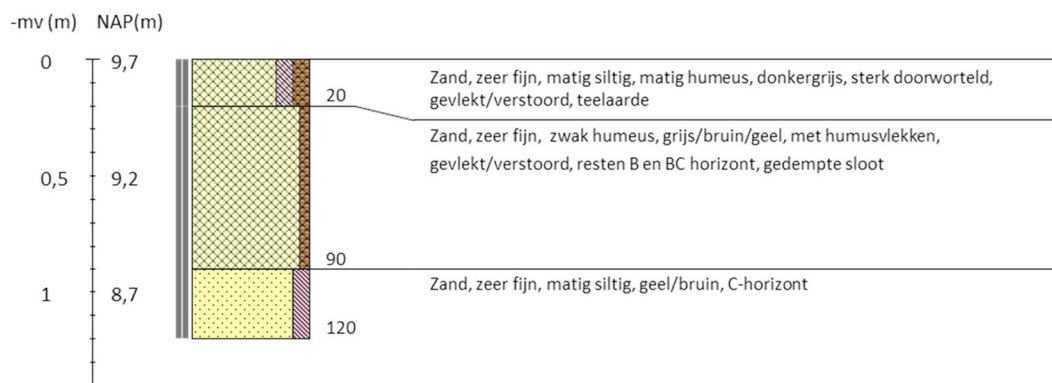 -mv (m) NAP(m)
0 9,7
Zand, zeer fijn, matig siltig, matig humeus, donkergrijs, sterk doorworteld,
20 gevlekt/verstoord, teelaarde
Zand, zeer fijn, zwak humeus, grijs/bruin/geel, met humusvlekken,
0,5 9,2 gevlekt/verstoord, resten B en BC horizont, gedempte sloot
90
1 8,7 Zand, zeer fijn, matig siltig, geel/bruin, C-horizont
120